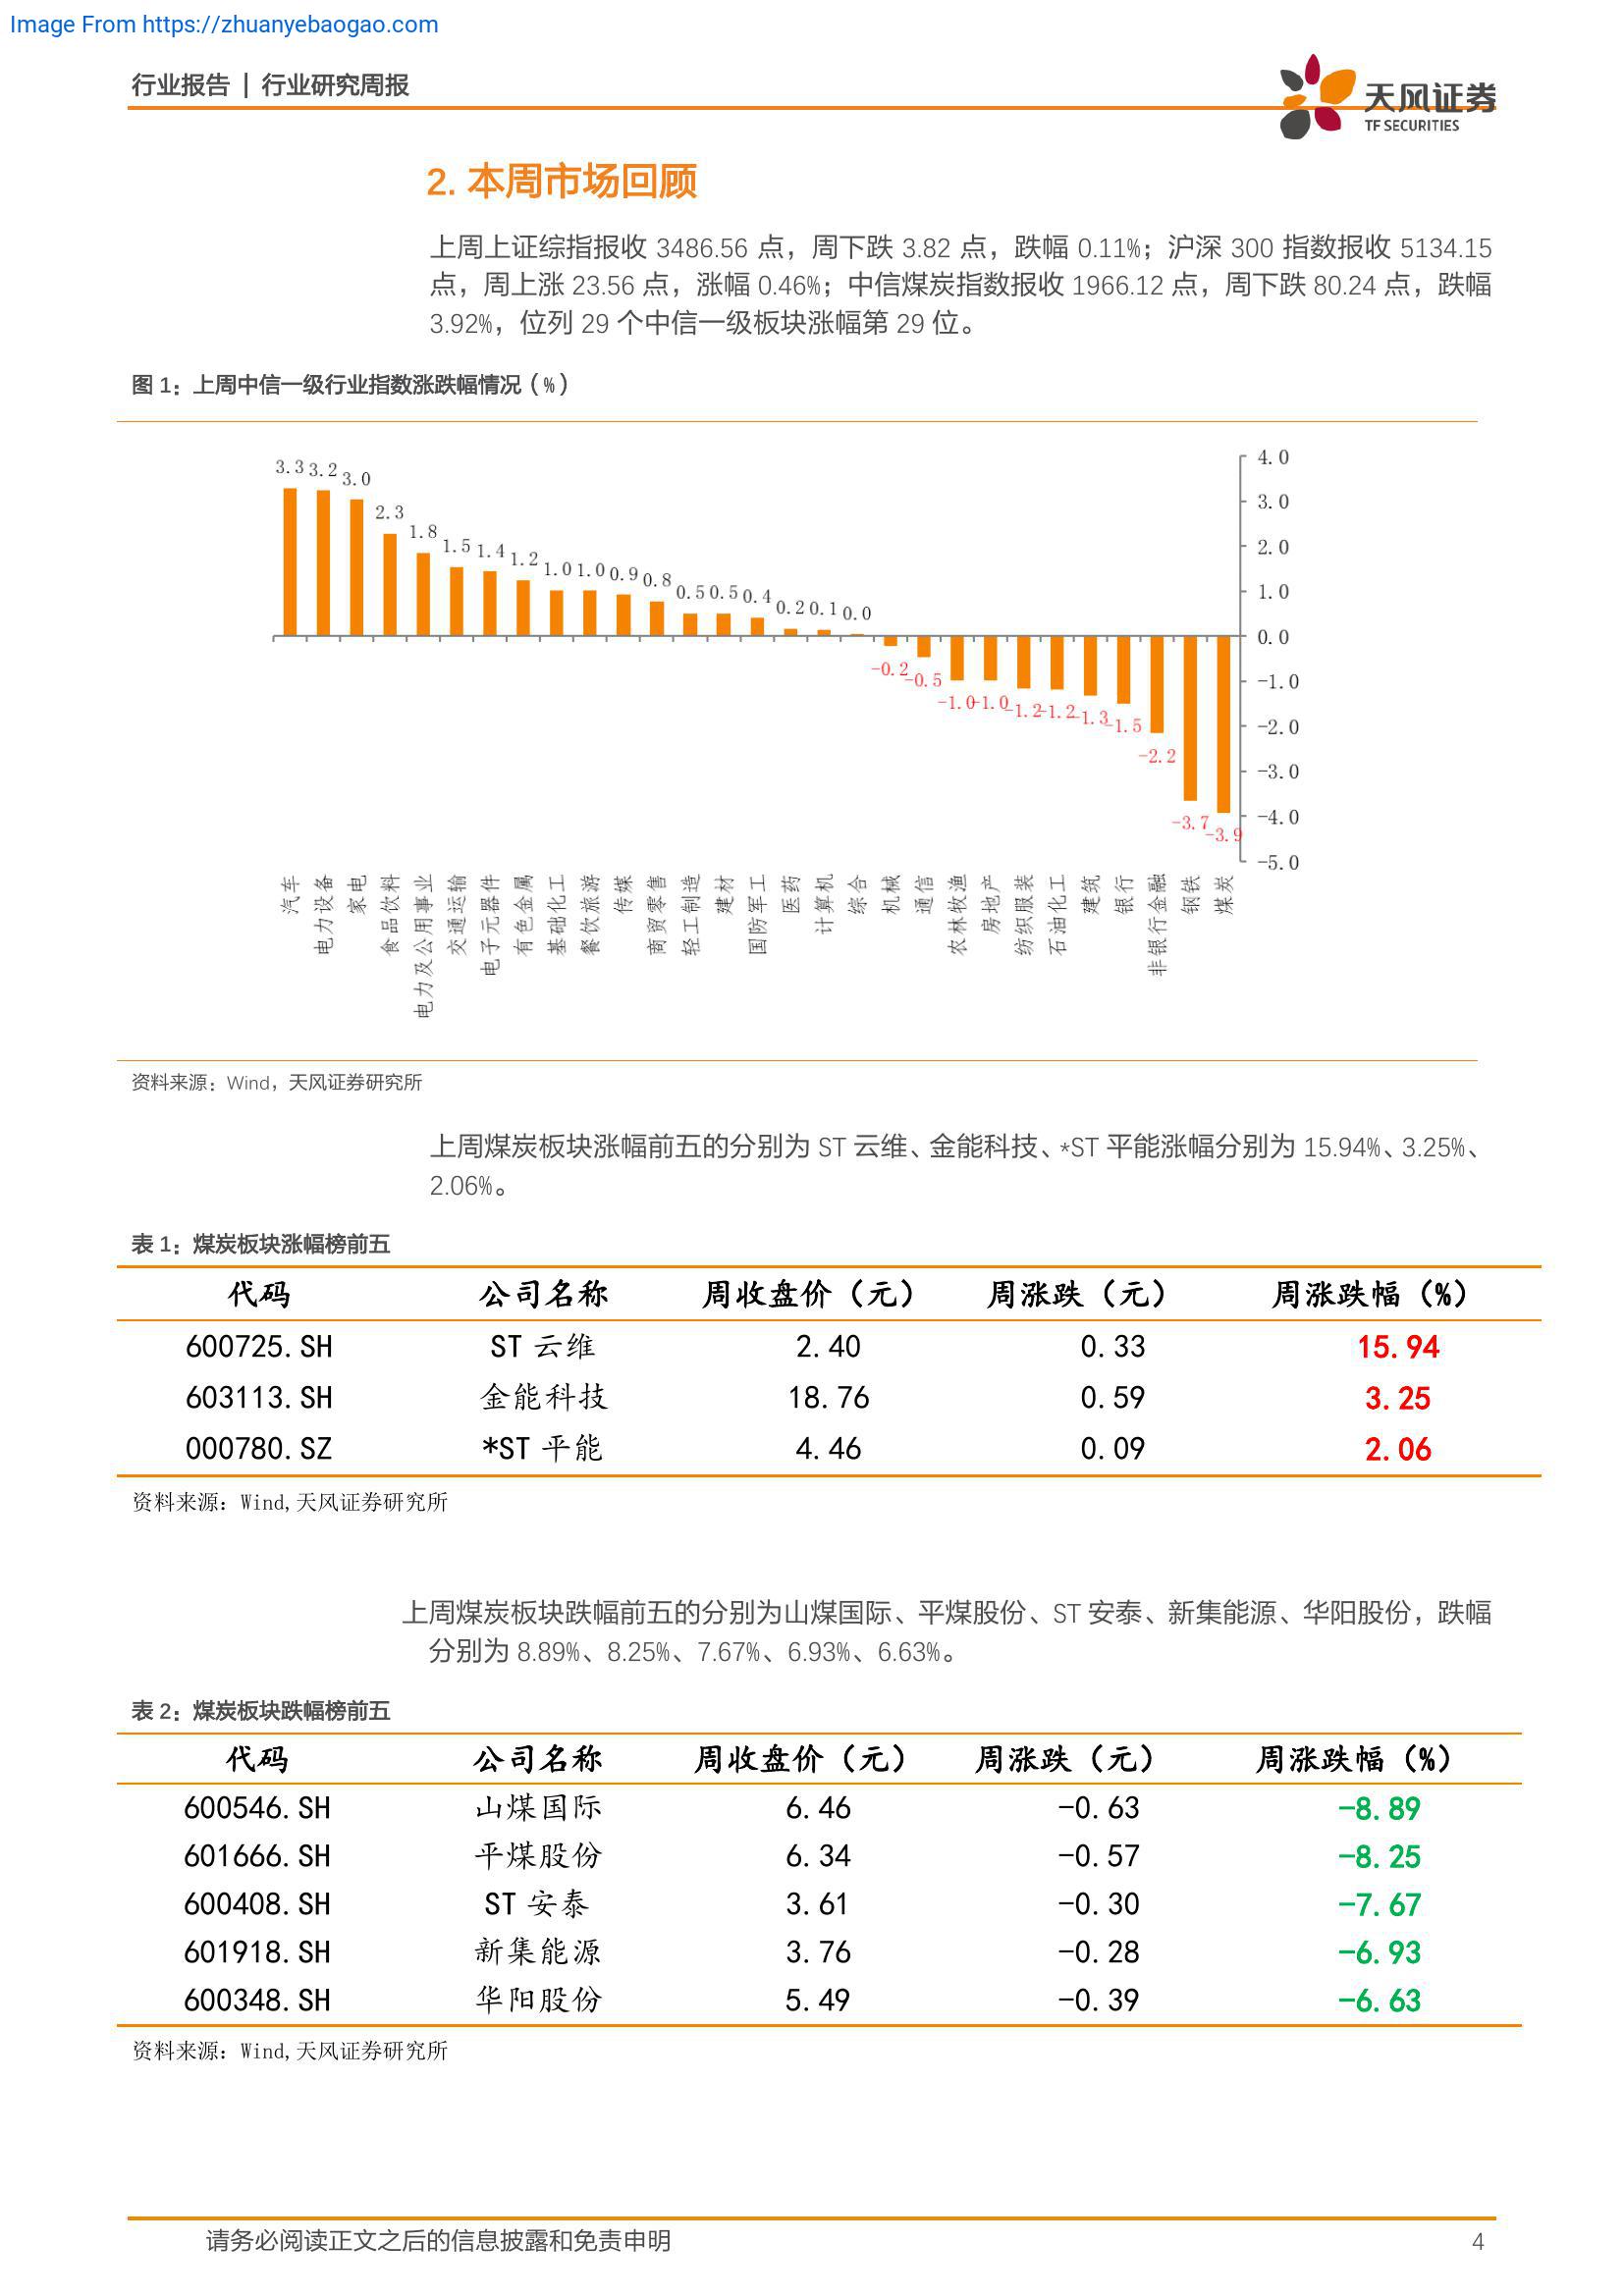 Image From https://zhuanyebaogao.com
行业报告 | 行业研究周报
天风证券
TF SECURITIES
2. 本周市场回顾
上周上证综指报收 3486.56 点，周下跌 3.82 点，跌幅 0.11%；沪深 300 指数报收 5134.15
点，周上涨 23.56 点，涨幅 0.46%；中信煤炭指数报收 1966.12 点，周下跌 80.24 点，跌幅
3.92%，位列 29 个中信一级板块涨幅第 29 位。
图 1：上周中信一级行业指数涨跌幅情况（%）
3.3 3.2 3.0 2.3 1.8 1.5 1.4 1.2 1.0 1.0 0.9 0.8 0.5 0.5 0.4 0.2 0.1 0.0 -0.2 -0.5 -1.0 -1.0 -1.2 -1.2 -1.3 -1.5 -2.2 -3.7 -3.9
4.0
3.0
2.0
1.0
0.0
-1.0
-2.0
-3.0
-4.0
-5.0
汽车
电力设备
家电
食品饮料
电力及公用事业
交通运输
电子元器件
有色金属
基础化工
餐饮旅游
传媒
商贸零售
轻工制造
建材
国防军工
医药
计算机
综合
机械
通信
农林牧渔
房地产
纺织服装
石油化工
建筑
银行
非银行金融
钢铁
煤炭
资料来源：Wind，天风证券研究所
上周煤炭板块涨幅前五的分别为 ST 云维、金能科技、*ST 平能涨幅分别为 15.94%、3.25%、
2.06%。
表 1：煤炭板块涨幅榜前五
代码 公司名称 周收盘价（元） 周涨跌（元） 周涨跌幅（%）
600725.SH ST 云维 2.40 0.33 15.94
603113.SH 金能科技 18.76 0.59 3.25
000780.SZ *ST 平能 4.46 0.09 2.06
资料来源：Wind,天风证券研究所
上周煤炭板块跌幅前五的分别为山煤国际、平煤股份、ST 安泰、新集能源、华阳股份，跌幅
分别为 8.89%、8.25%、7.67%、6.93%、6.63%。
表 2：煤炭板块跌幅榜前五
代码 公司名称 周收盘价（元） 周涨跌（元） 周涨跌幅（%）
600546.SH 山煤国际 6.46 -0.63 -8.89
601666.SH 平煤股份 6.34 -0.57 -8.25
600408.SH ST 安泰 3.61 -0.30 -7.67
601918.SH 新集能源 3.76 -0.28 -6.93
600348.SH 华阳股份 5.49 -0.39 -6.63
资料来源：Wind,天风证券研究所
请务必阅读正文之后的信息披露和免责申明 4